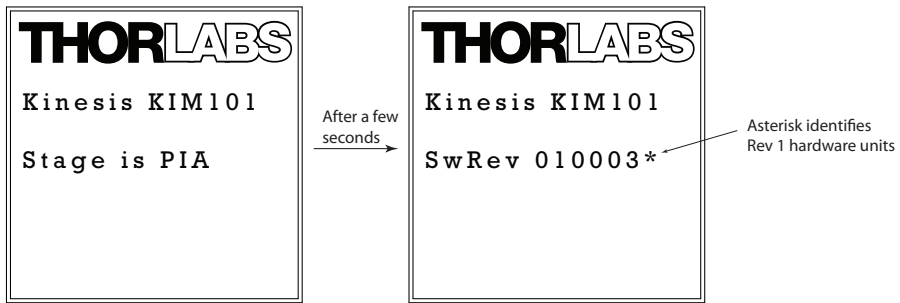 THORLABS
Kinesis KIM101
Stage is PIA
After a few
seconds
THORLABS
Kinesis KIM101
SwRev 010003*
Asterisk identifies
Rev 1 hardware units